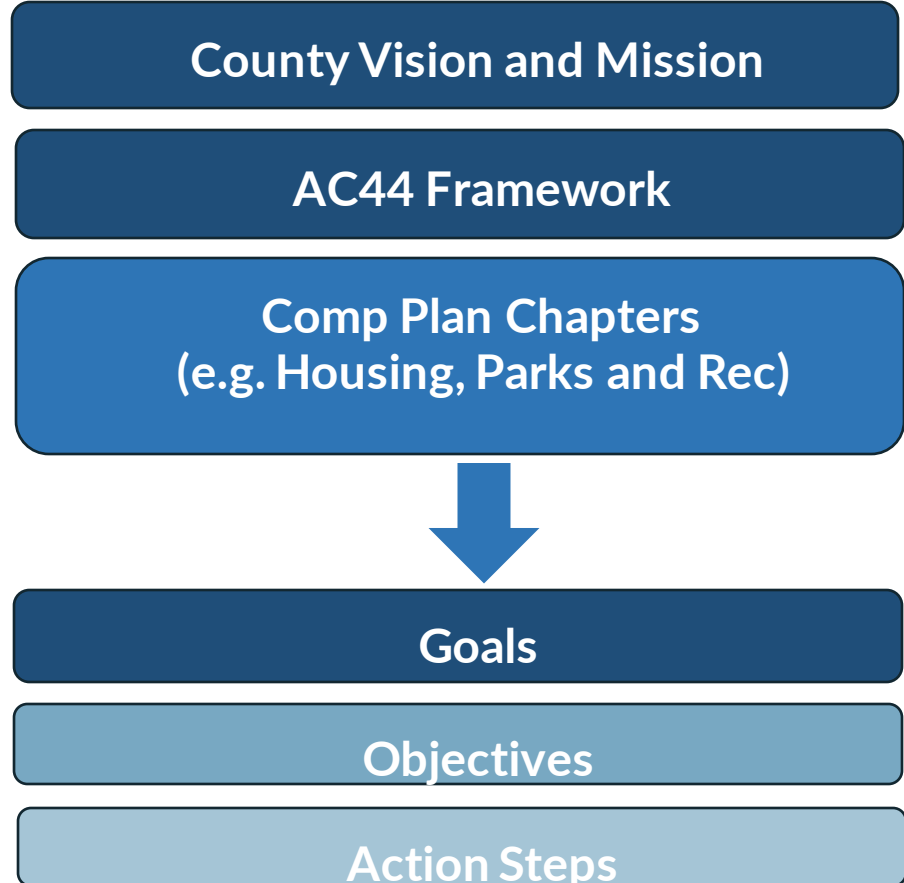 County Vision and Mission
AC44 Framework
Comp Plan Chapters
(e.g. Housing, Parks and Rec)
Goals
Objectives
Action Steps